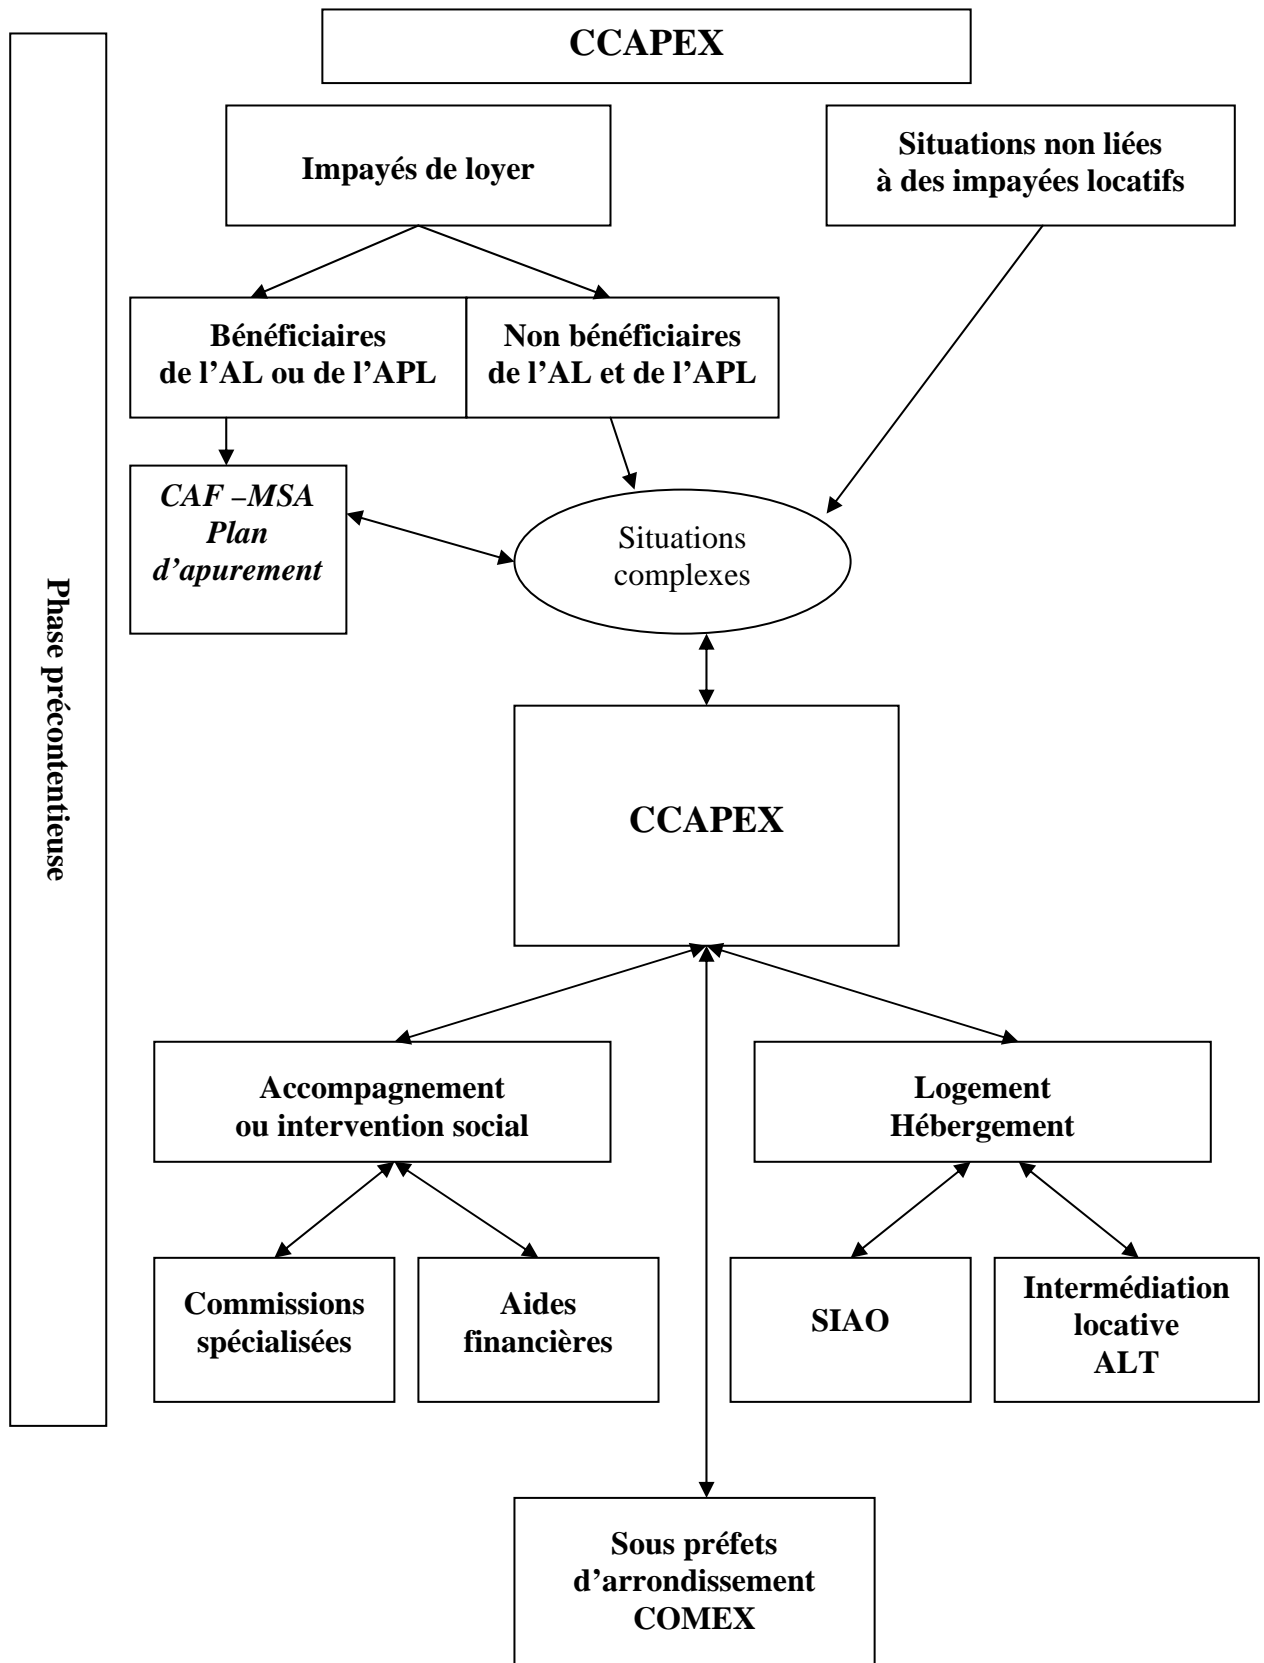 CCAPEX
Impayés de loyer
Situations non liées
à des impayées locatifs
Bénéficiaires
de l’AL ou de l’APL
Non bénéficiaires
de l’AL et de l’APL
CAF –MSA
Plan
d’apurement
Situations
complexes
Phase précontentieuse
CCAPEX
Accompagnement
ou intervention social
Logement
Hébergement
Commissions
spécialisées
Aides
financières
SIAO
Intermédiation
locative
ALT
Sous préfets
d’arrondissement
COMEX